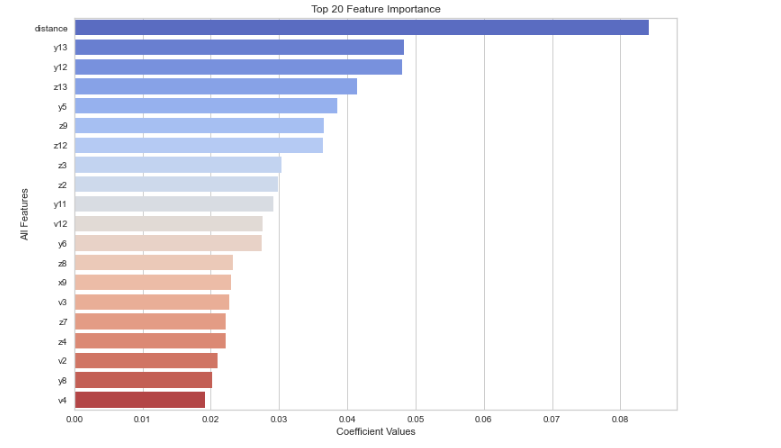 Top 20 Feature Importance
distance
y13
y12
z13
y5
z9
z12
z3
z2
y11
v12
y6
z8
x9
v3
z7
z4
v2
y8
v4
All Features
0.00 0.01 0.02 0.03 0.04 0.05 0.06 0.07 0.08
Coefficient Values